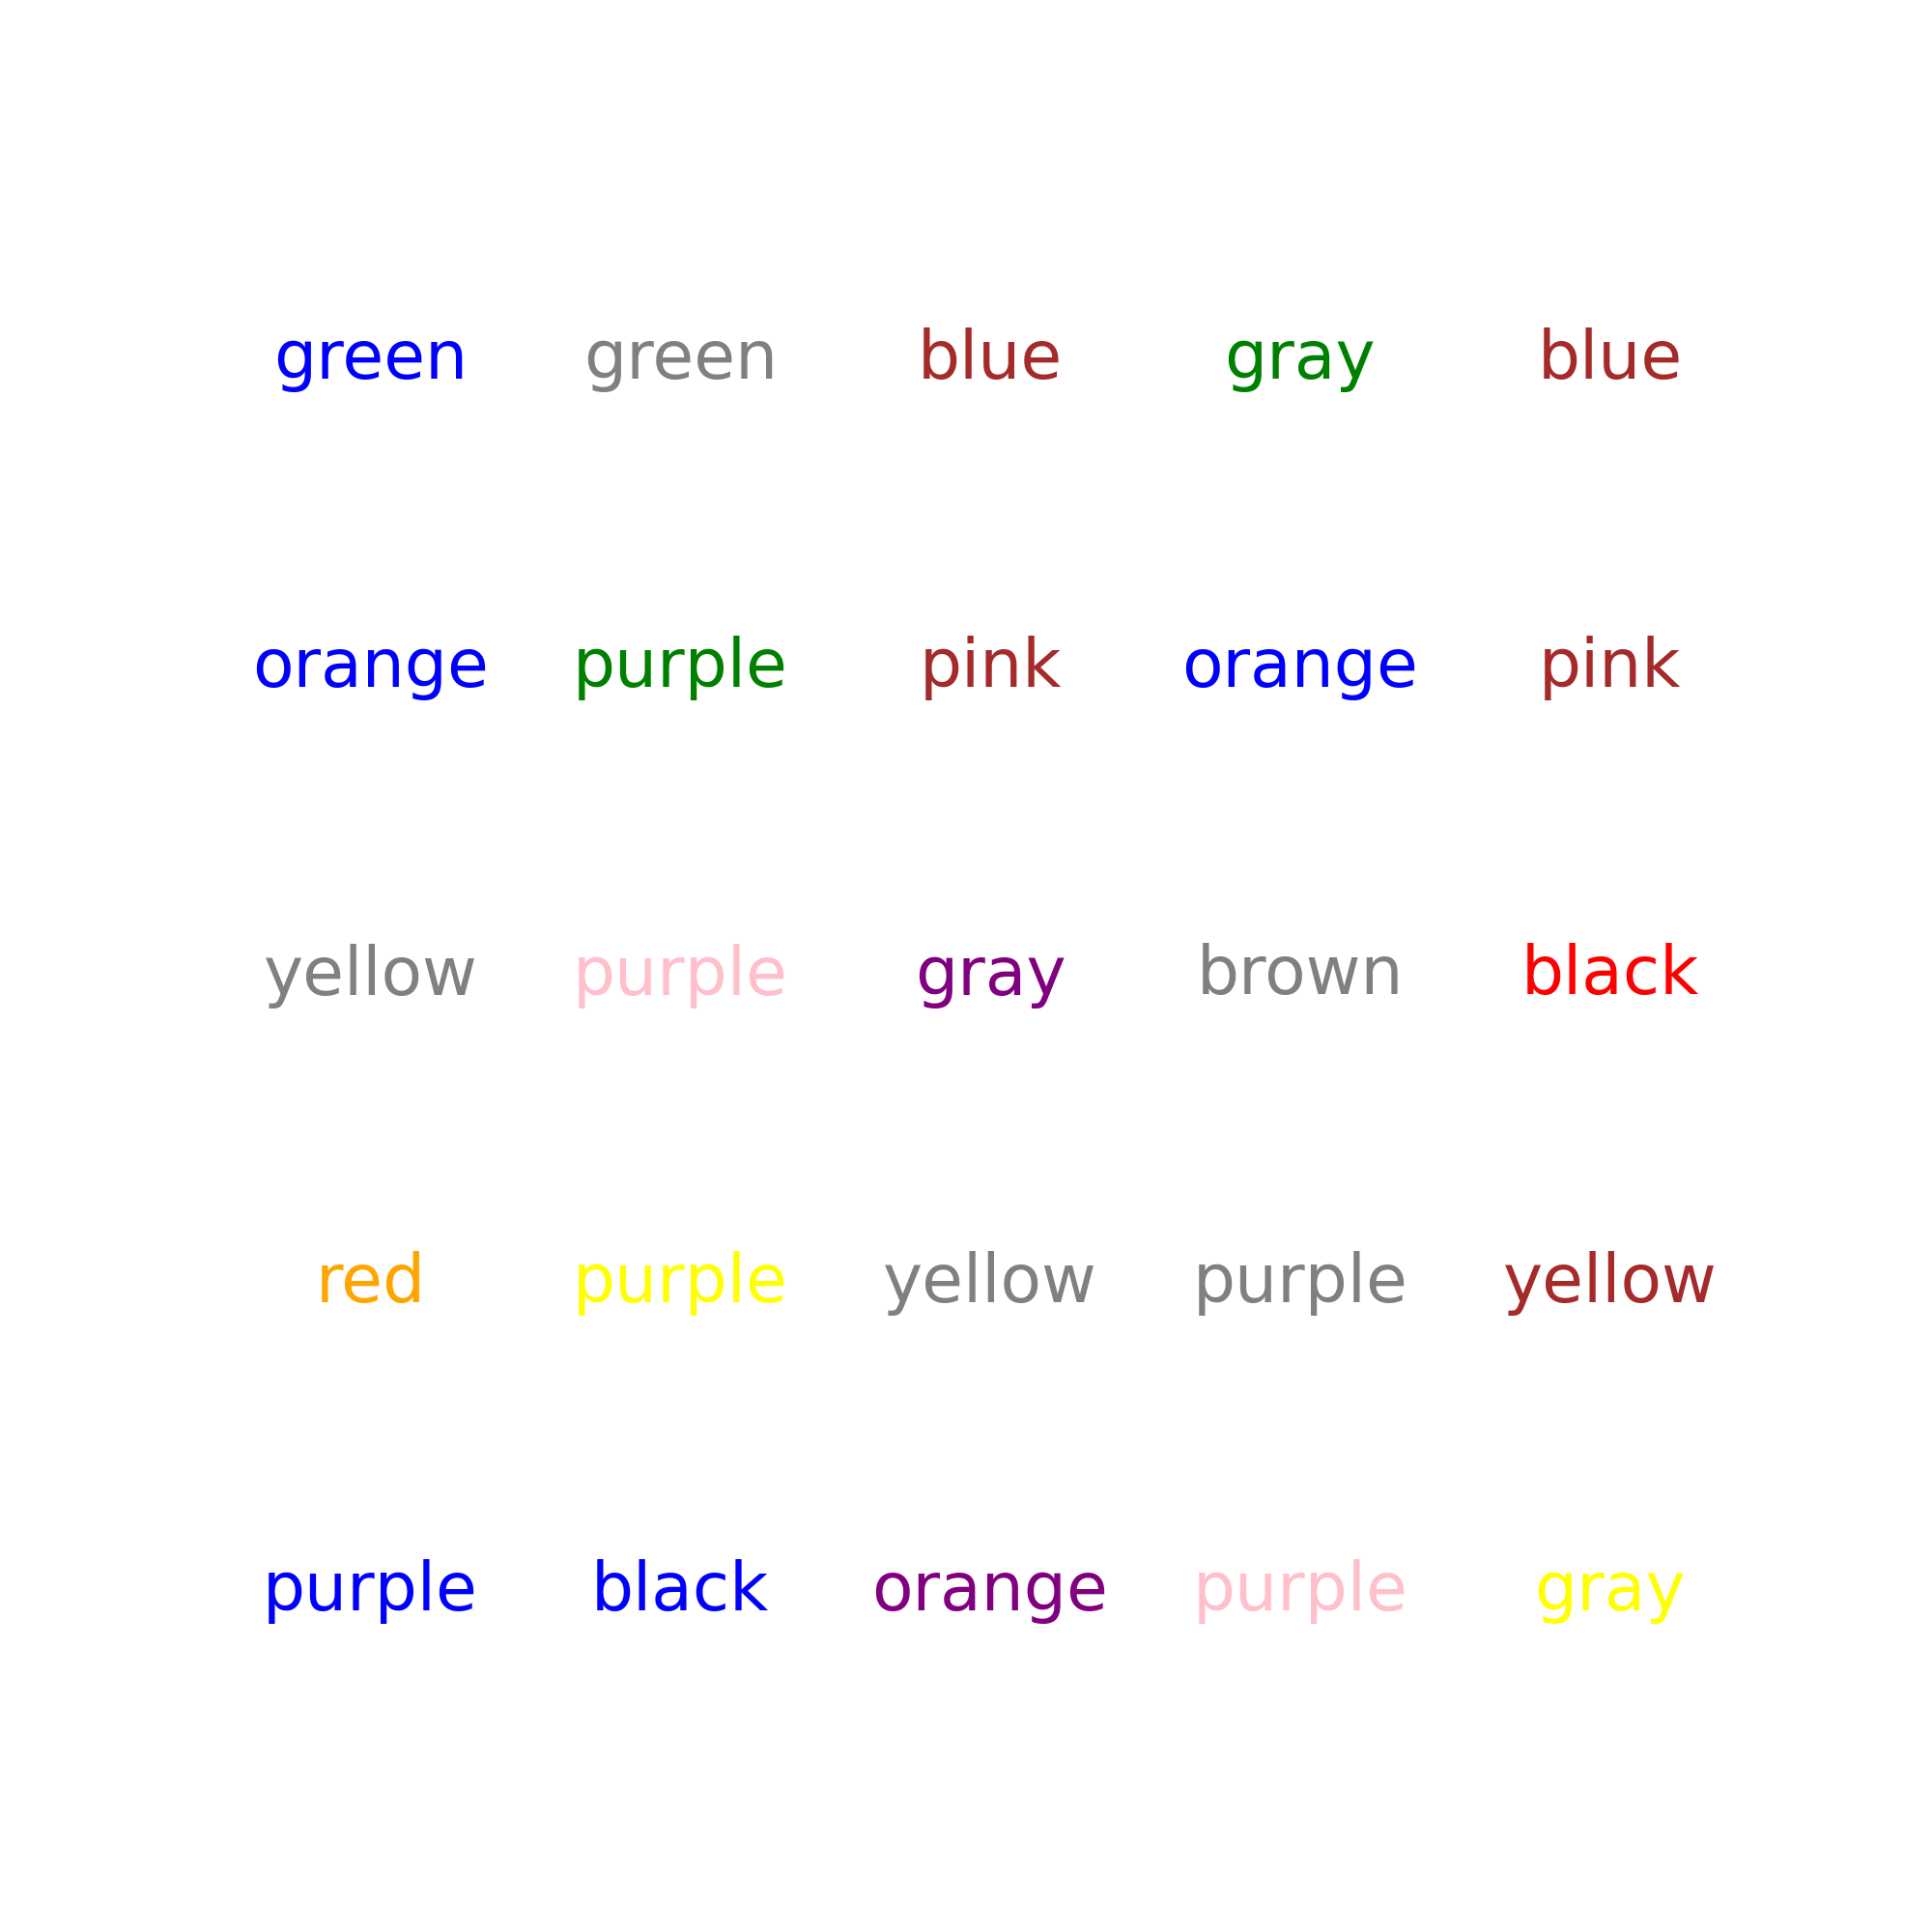 green green blue gray blue
orange purple pink orange pink
yellow purple gray brown black
red purple yellow purple yellow
purple black orange purple gray